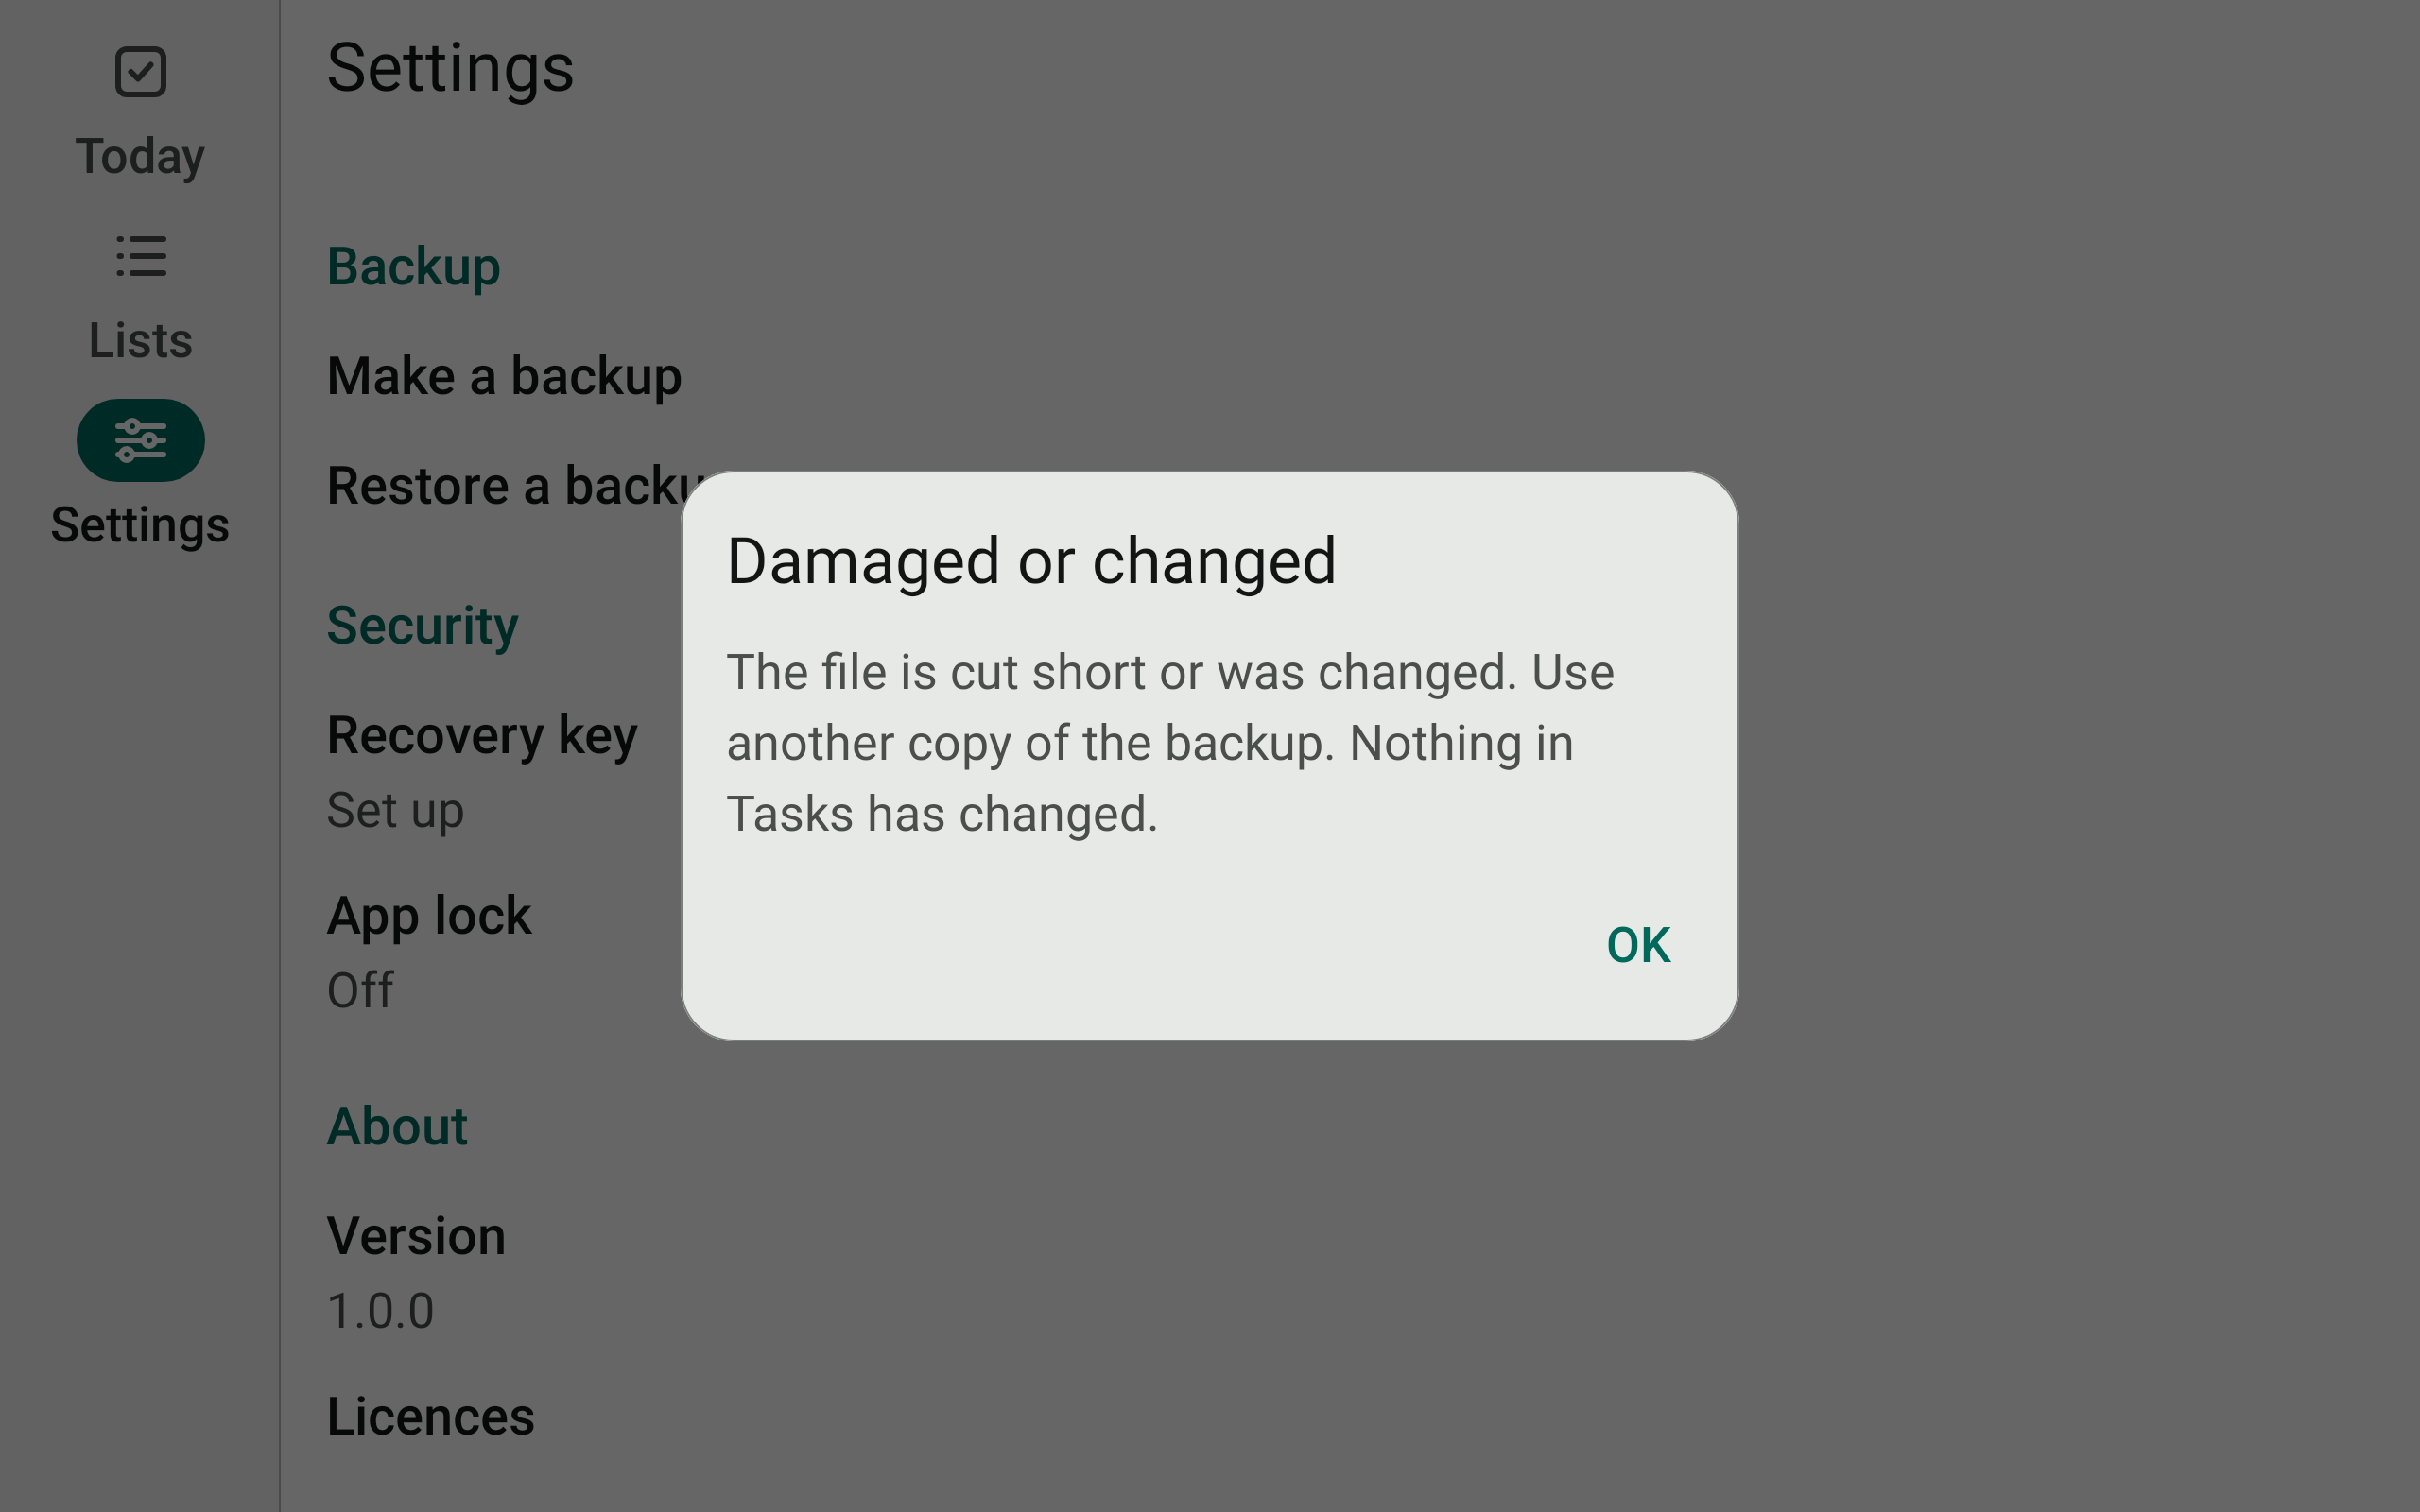 Today
Lists
Settings
Settings
Backup
Make a backup
Restore a backu
Security
Recovery key
Set up
App lock
Off
About
Version
1.0.0
Licences
Damaged or changed
The file is cut short or was changed. Use
another copy of the backup. Nothing in
Tasks has changed.
OK